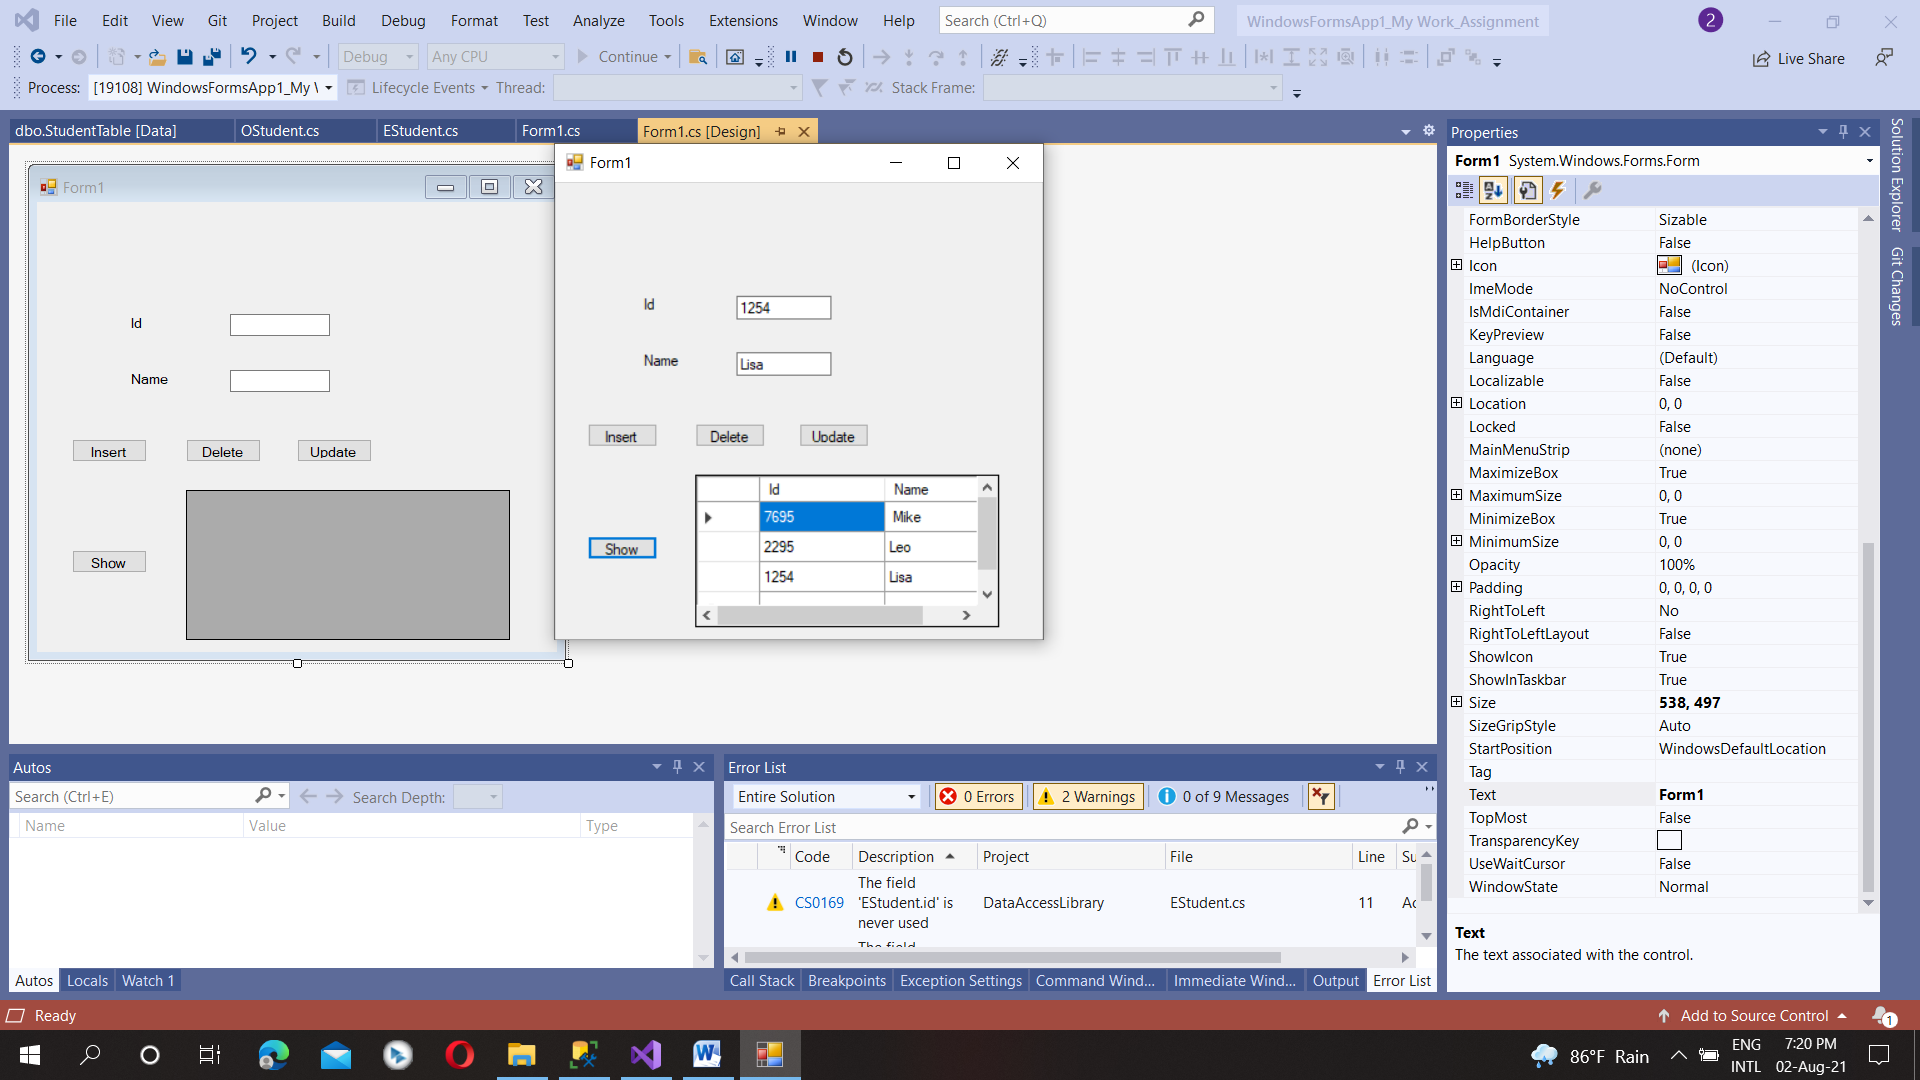 File Edit View Git Project Build Debug Format Test Analyze Tools Extensions Window Help Search (Ctrl+Q) WindowsFormsApp1_My Work_Assignment 2
Debug Any CPU Continue Live Share
Process: [19108] WindowsFormsApp1_My Lifecycle Events Thread: Stack Frame:
dbo.StudentTable [Data] OStudent.cs EStudent.cs Form1.cs Form1.cs [Design]
Form1
Id
Name
Insert Delete Update
Show
Form1
Id 1254
Name Lisa
Insert Delete Update
Show
Id Name
7695 Mike
2295 Leo
1254 Lisa
Properties
Form1 System.Windows.Forms.Form
FormBorderStyle Sizable
HelpButton False
Icon (Icon)
ImeMode NoControl
IsMdiContainer False
KeyPreview False
Language (Default)
Localizable False
Location 0, 0
Locked False
MainMenuStrip (none)
MaximizeBox True
MaximumSize 0, 0
MinimizeBox True
MinimumSize 0, 0
Opacity 100%
Padding 0, 0, 0, 0
RightToLeft No
RightToLeftLayout False
ShowIcon True
ShowInTaskbar True
Size 538, 497
SizeGripStyle Auto
StartPosition WindowsDefaultLocation
Tag
Text Form1
TopMost False
TransparencyKey
UseWaitCursor False
WindowState Normal
Text
The text associated with the control.
Solution Explorer
Git Changes
Autos
Search (Ctrl+E) Search Depth:
Name Value Type
Autos Locals Watch 1
Error List
Entire Solution 0 Errors 2 Warnings 0 of 9 Messages
Search Error List
Code Description Project File Line Su
CS0169 The field 'EStudent.id' is never used DataAccessLibrary EStudent.cs 11 Ac
The field
Call Stack Breakpoints Exception Settings Command Wind... Immediate Wind... Output Error List
Ready Add to Source Control 1
86°F Rain ENG INTL 7:20 PM 02-Aug-21